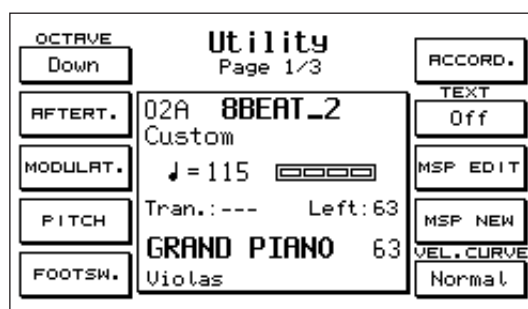 OCTAVE
Down
AFTERT.
MODULAT.
PITCH
FOOTSW.
Utility
Page 1/3
02A 8BEAT_2
Custom
♩=115
Tran.:--- Left:63
GRAND PIANO 63
Violas
ACCORD.
TEXT
Off
MSP EDIT
MSP NEW
VEL.CURVE
Normal